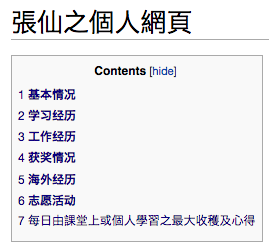 張仙之個人網頁
Contents [hide]
1 基本情况
2 学习经历
3 工作经历
4 获奖情况
5 海外经历
6 志愿活动
7 每日由課堂上或個人學習之最大收穫及心得